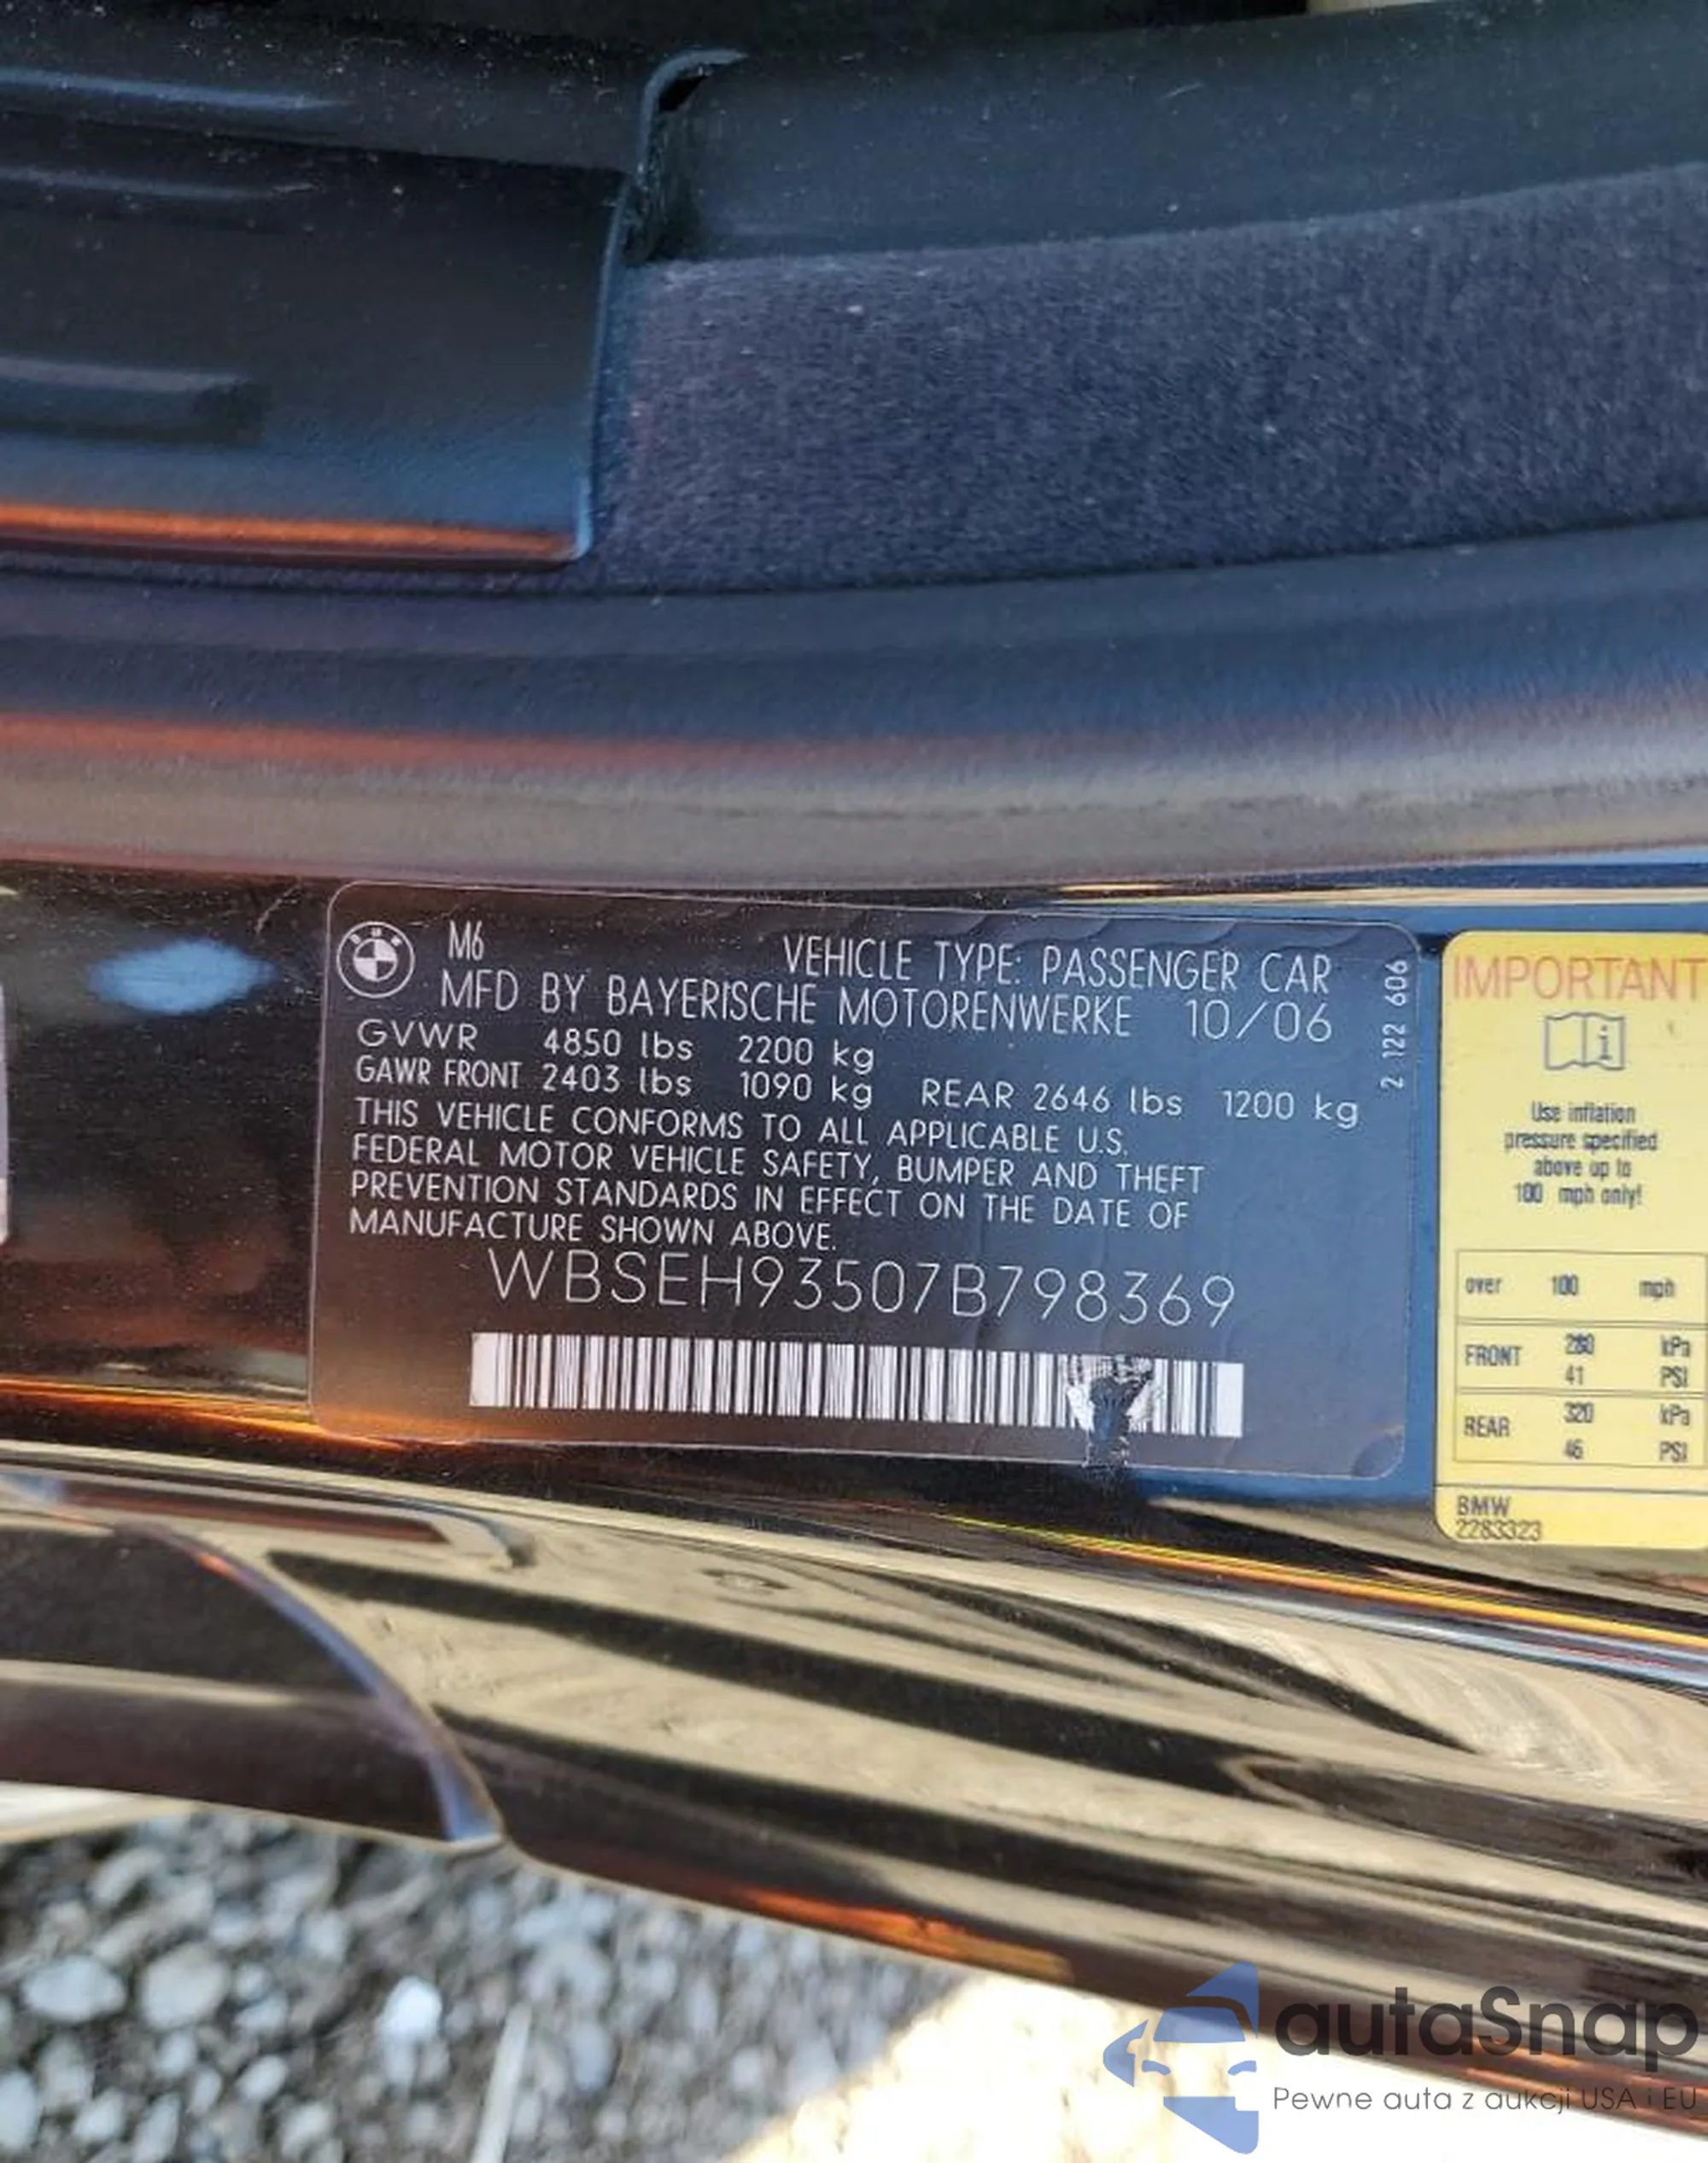 M6 VEHICLE TYPE: PASSENGER CAR
MFD BY BAYERISCHE MOTORENWERKE 10/06
GVWR 4850 lbs 2200 kg
GAWR FRONT 2403 lbs 1090 kg REAR 2646 lbs 1200 kg
THIS VEHICLE CONFORMS TO ALL APPLICABLE U.S.
FEDERAL MOTOR VEHICLE SAFETY, BUMPER AND THEFT
PREVENTION STANDARDS IN EFFECT ON THE DATE OF
MANUFACTURE SHOWN ABOVE.
WBSEH93507B798369
2 122 606
IMPORTANT
Use inflation
pressure specified
above up to
100 mph only!
over 100 mph
FRONT 280 kPa
41 PSI
REAR 320 kPa
46 PSI
BMW
2283323
autaSnap
Pewne auta z aukcji USA i EU